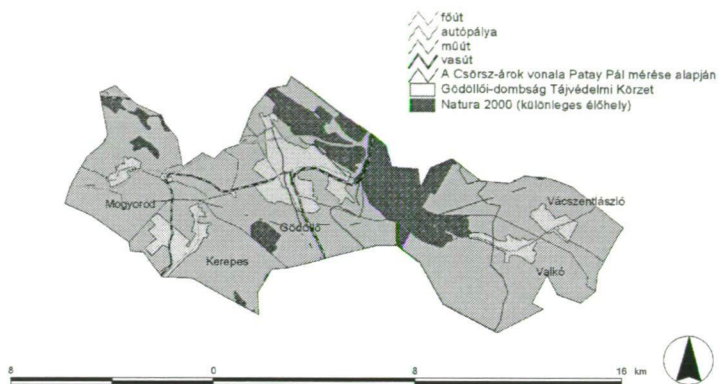 főút
autópálya
műút
vasút
A Csörsz-árok vonala Patay Pál mérése alapján
Gödöllői-dombság Tájvédelmi Körzet
Natura 2000 (különleges élőhely)
Mogyoród
Gödöllő
Kerepes
Vácszentlászló
Valkó
8 0 8 16 km